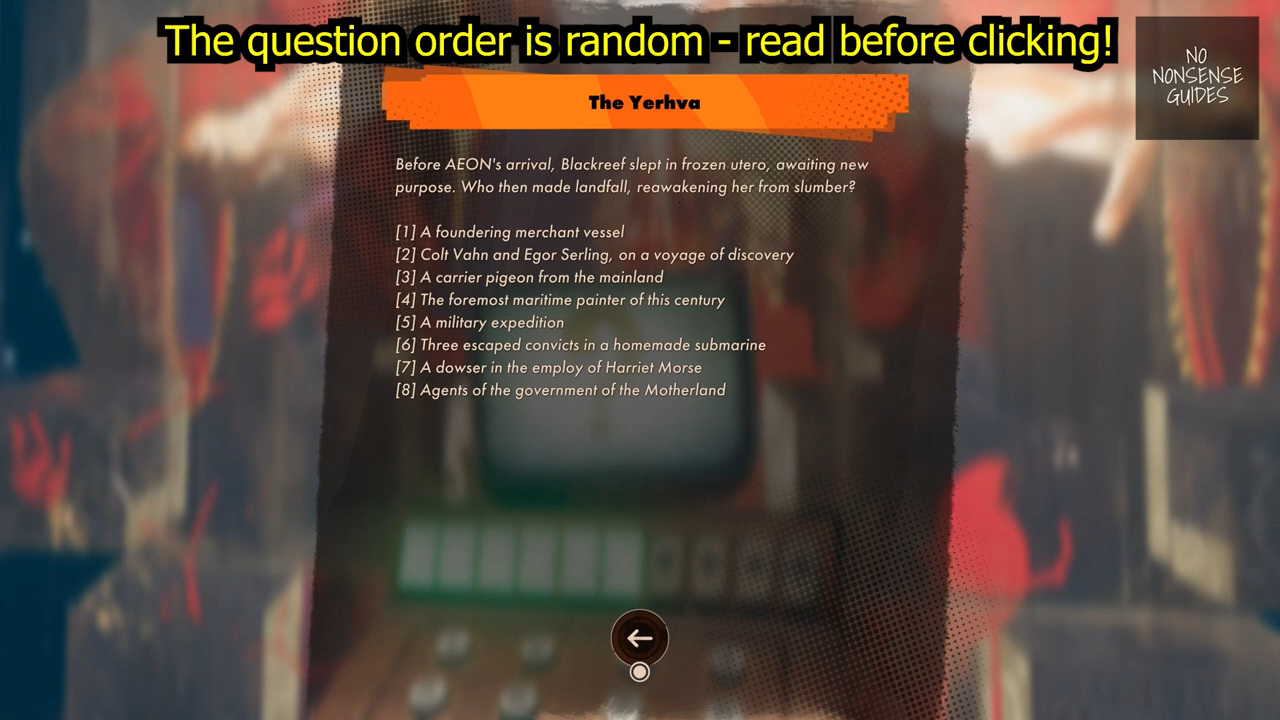 The question order is random - read before clicking!
NO
NONSENSE
GUIDES
The Yerhva
Before AEON's arrival, Blackreef slept in frozen utero, awaiting new
purpose. Who then made landfall, reawakening her from slumber?
[1] A foundering merchant vessel
[2] Colt Vahn and Egor Serling, on a voyage of discovery
[3] A carrier pigeon from the mainland
[4] The foremost maritime painter of this century
[5] A military expedition
[6] Three escaped convicts in a homemade submarine
[7] A dowser in the employ of Harriet Morse
[8] Agents of the government of the Motherland